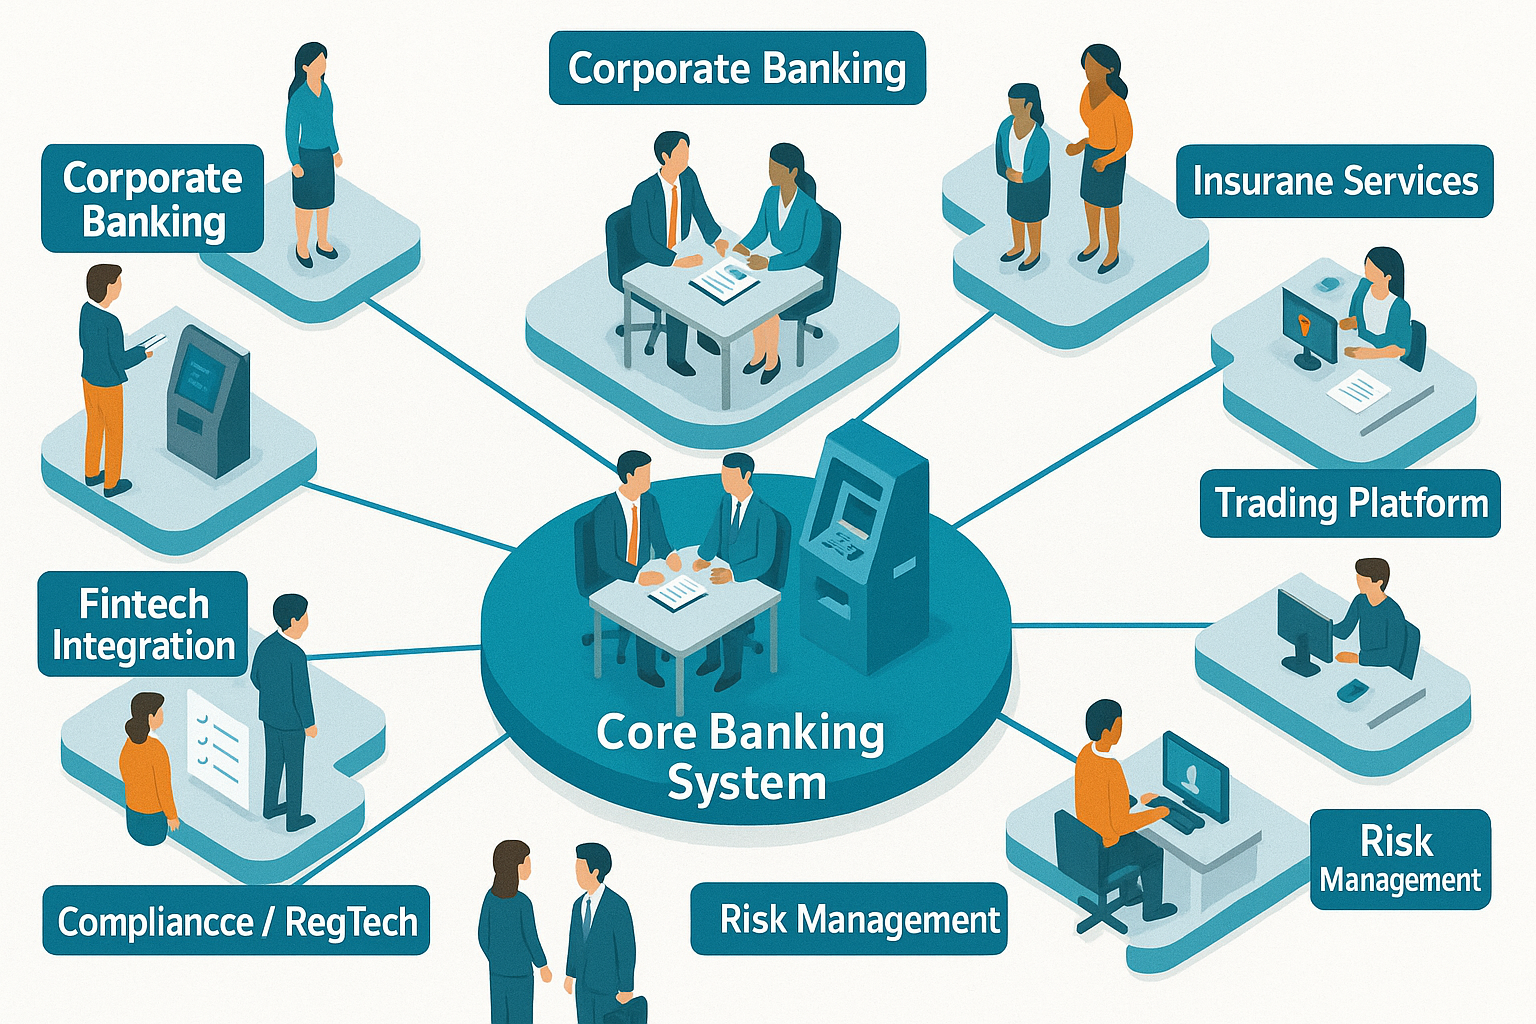 Corporate Banking
Corporate
Banking
Insurane Services
Trading Platform
Fintech
Integration
Core Banking
System
Risk
Management
Compliancce / RegTech
Risk Management